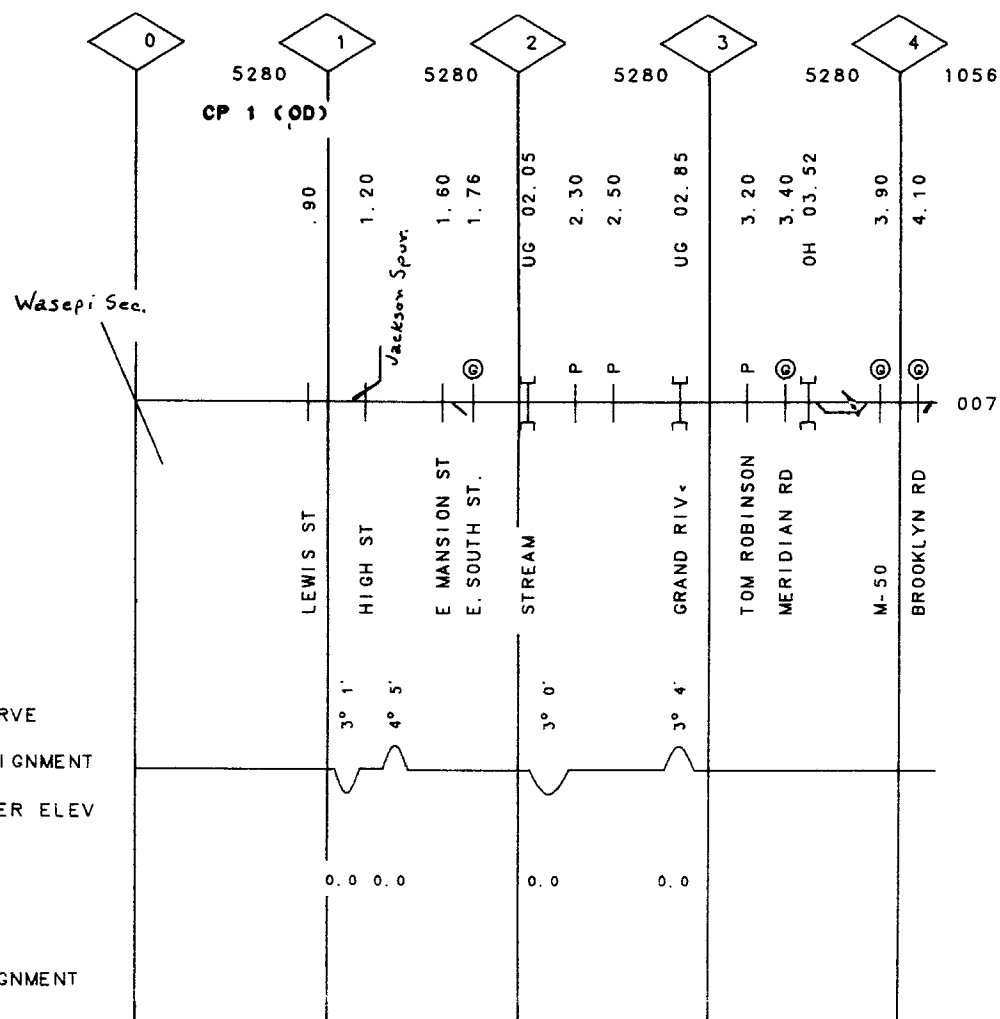 0 1 2 3 4
5280 5280 5280 5280 1056
CP 1 (OD)
.90
1.20
1.60
1.76
UG 02.05
2.30
2.50
UG 02.85
3.20
3.40
OH 03.52
3.90
4.10
Wasepi Sec.
Jackson Spur.
G P P P G G G
007
LEWIS ST
HIGH ST
E MANSION ST
E. SOUTH ST.
STREAM
GRAND RIV<
TOM ROBINSON
MERIDIAN RD
M-50
BROOKLYN RD
RVE
3° 1'
4° 5'
3° 0'
3° 4'
IGNMENT
ER ELEV
0.0 0.0 0.0 0.0
GNMENT